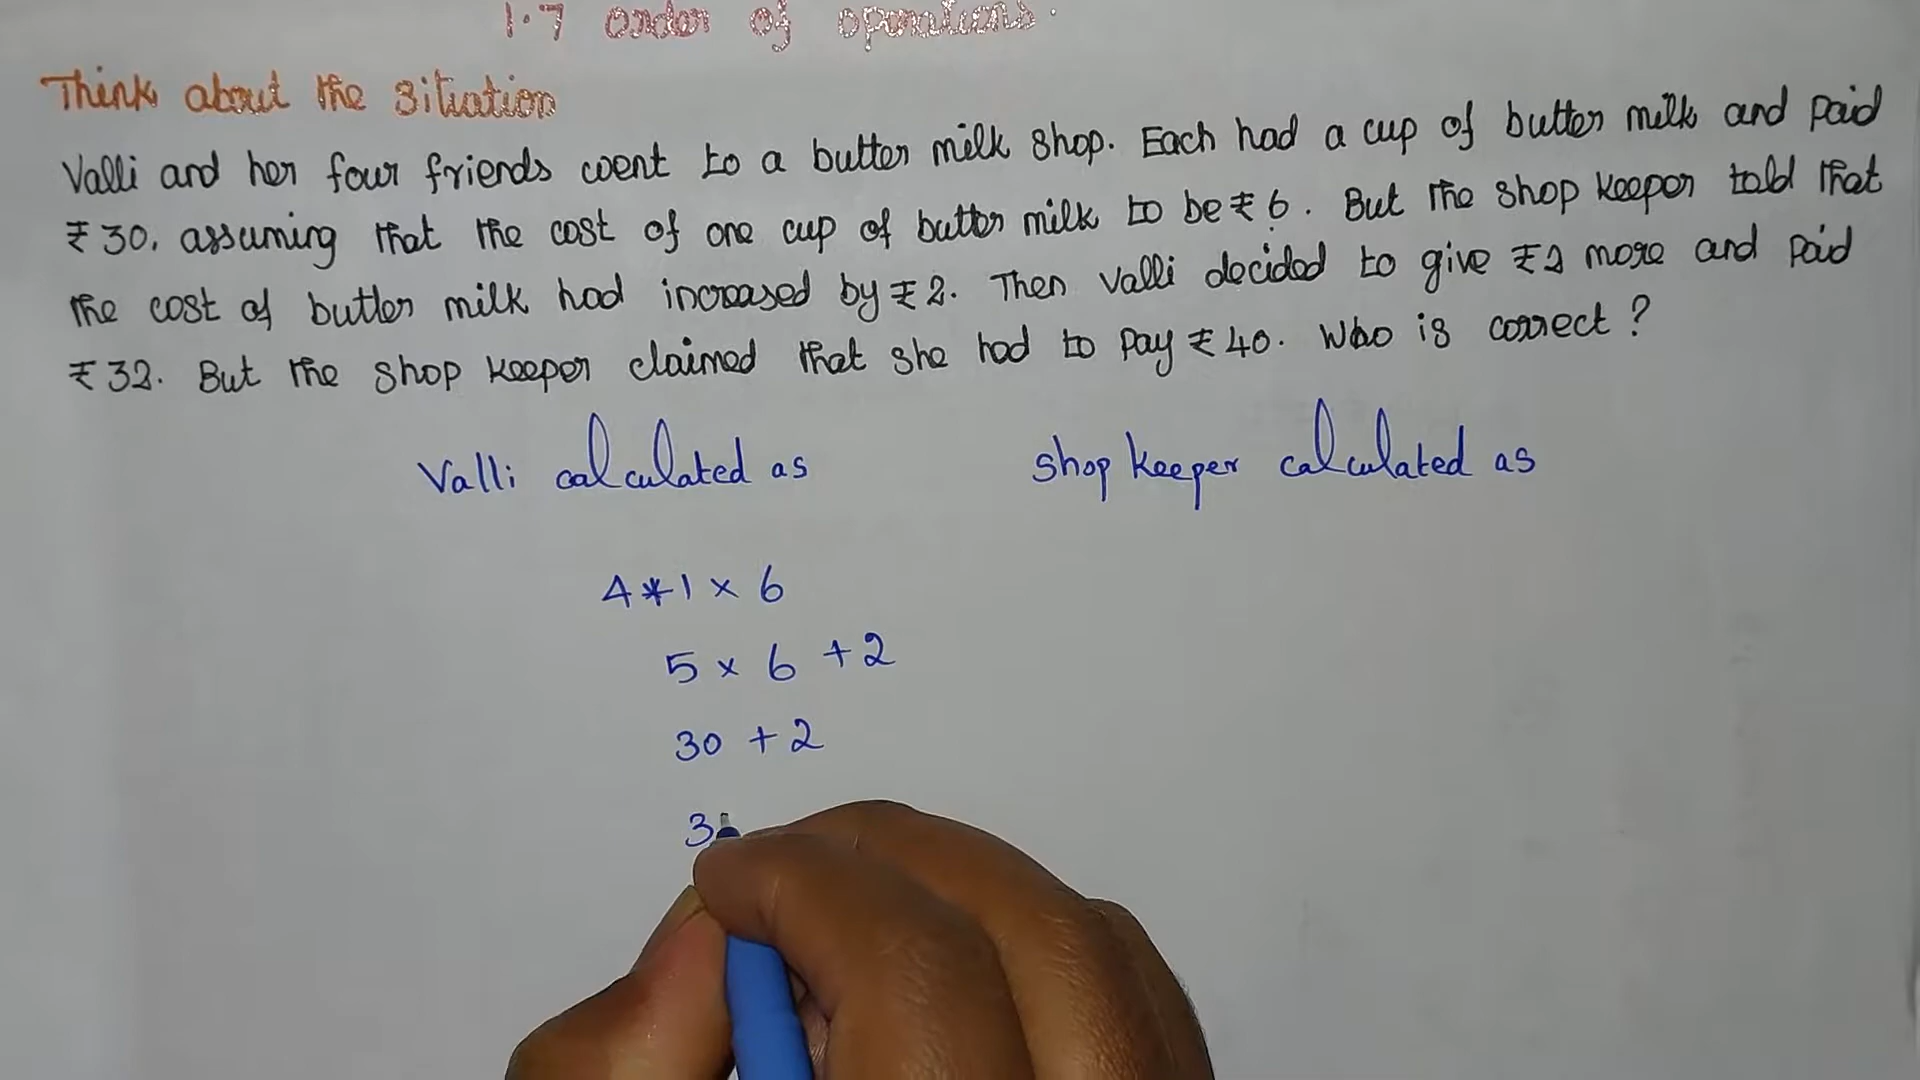 1.7 order of operations.
Think about the situation
Valli and her four friends went to a butter milk shop. Each had a cup of butter milk and paid
₹30, assuming that the cost of one cup of butter milk to be ₹6. But the shop keeper told that
the cost of butter milk had increased by ₹2. Then Valli decided to give ₹2 more and paid
₹32. But the shop keeper claimed that she had to pay ₹40. Who is correct?
Valli calculated as
shop keeper calculated as
4 + 1 × 6
5 × 6 + 2
30 + 2
3